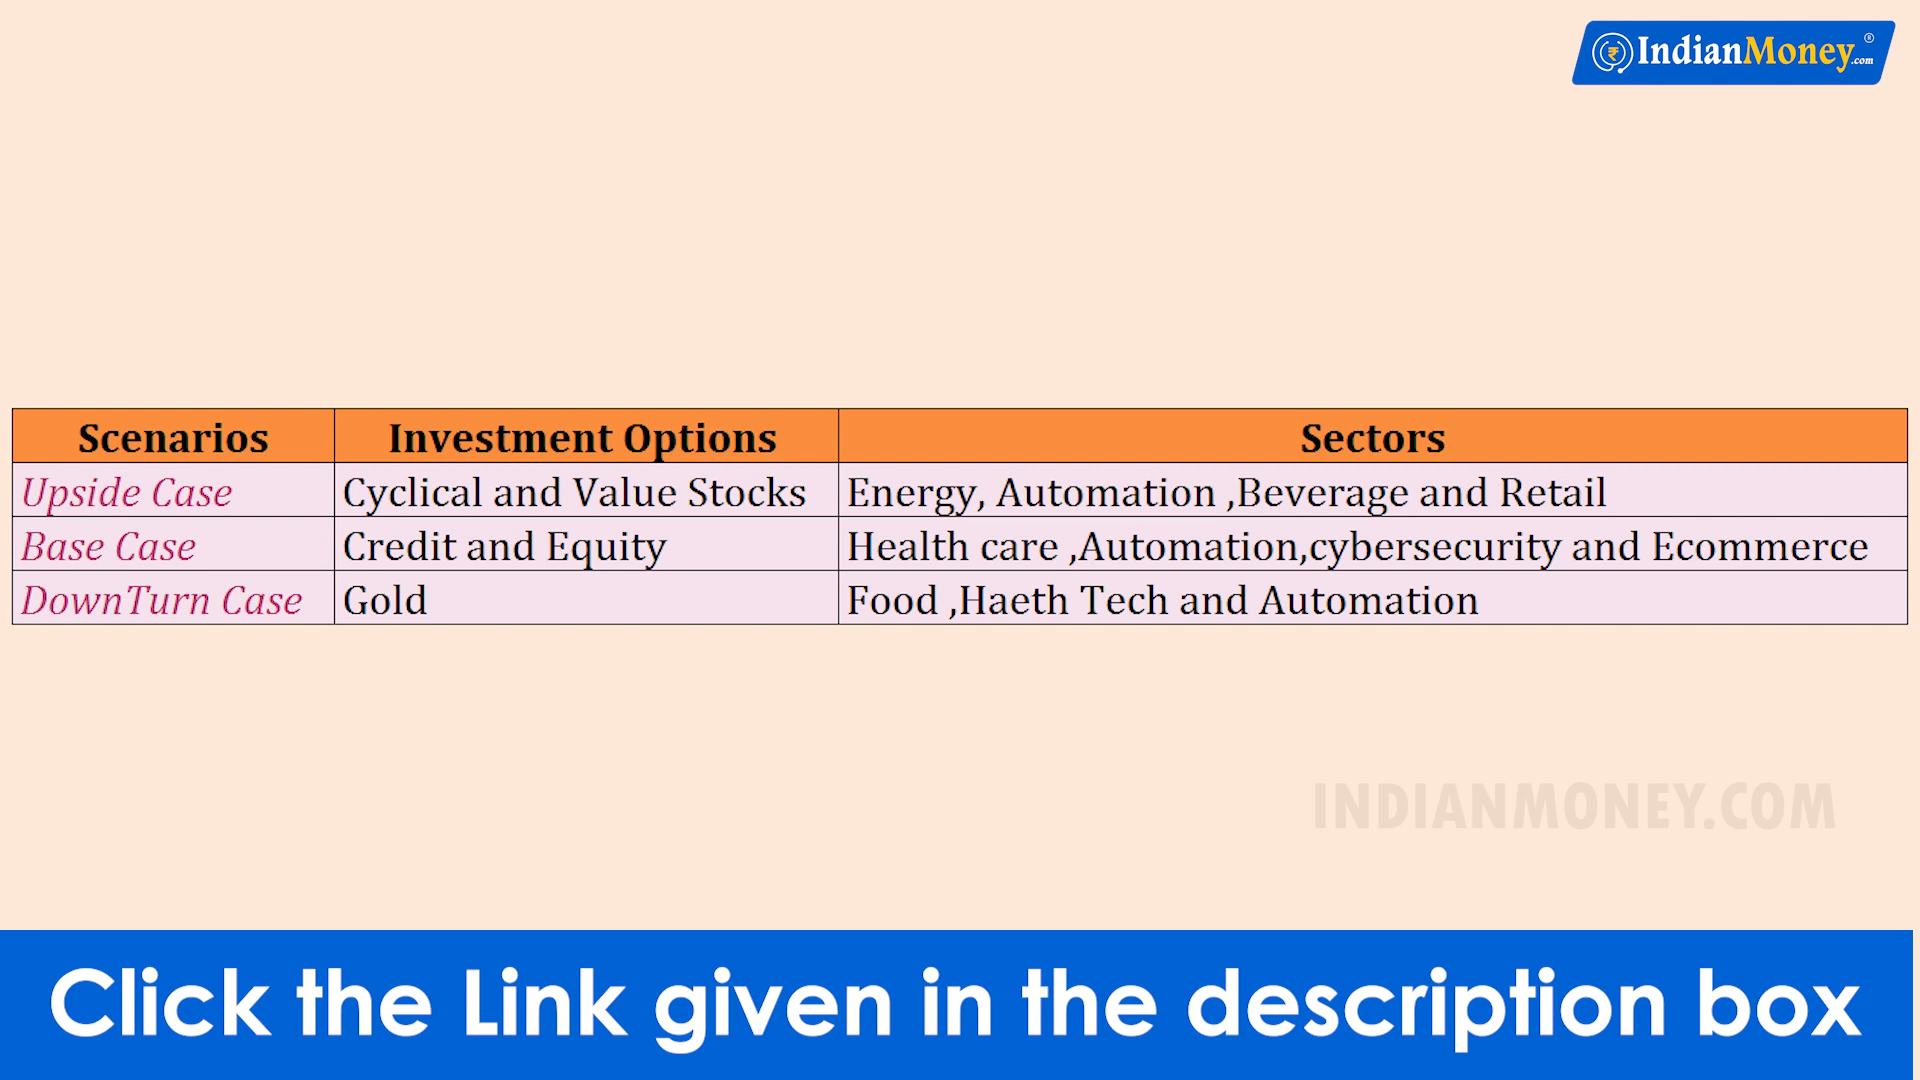 IndianMoney.com®
Scenarios Investment Options Sectors
Upside Case Cyclical and Value Stocks Energy, Automation ,Beverage and Retail
Base Case Credit and Equity Health care ,Automation,cybersecurity and Ecommerce
DownTurn Case Gold Food ,Haeth Tech and Automation
INDIANMONEY.COM
Click the Link given in the description box